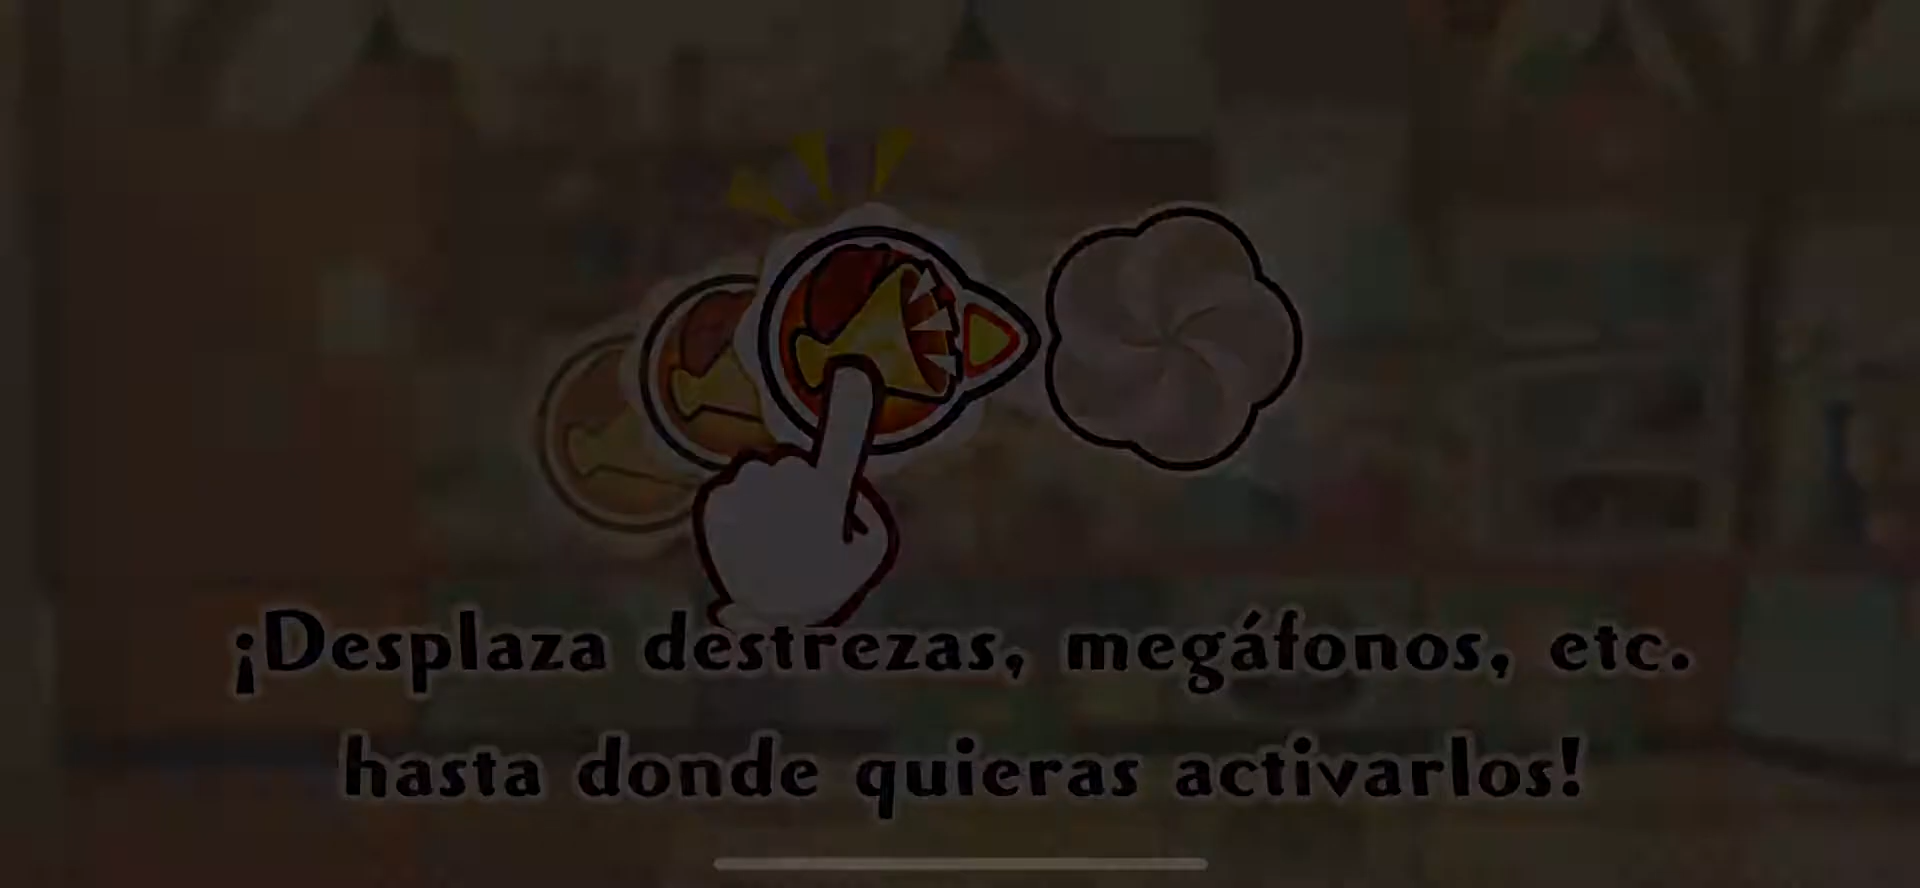 ¡Desplaza destrezas, megáfonos, etc.
hasta donde quieras activarlos!